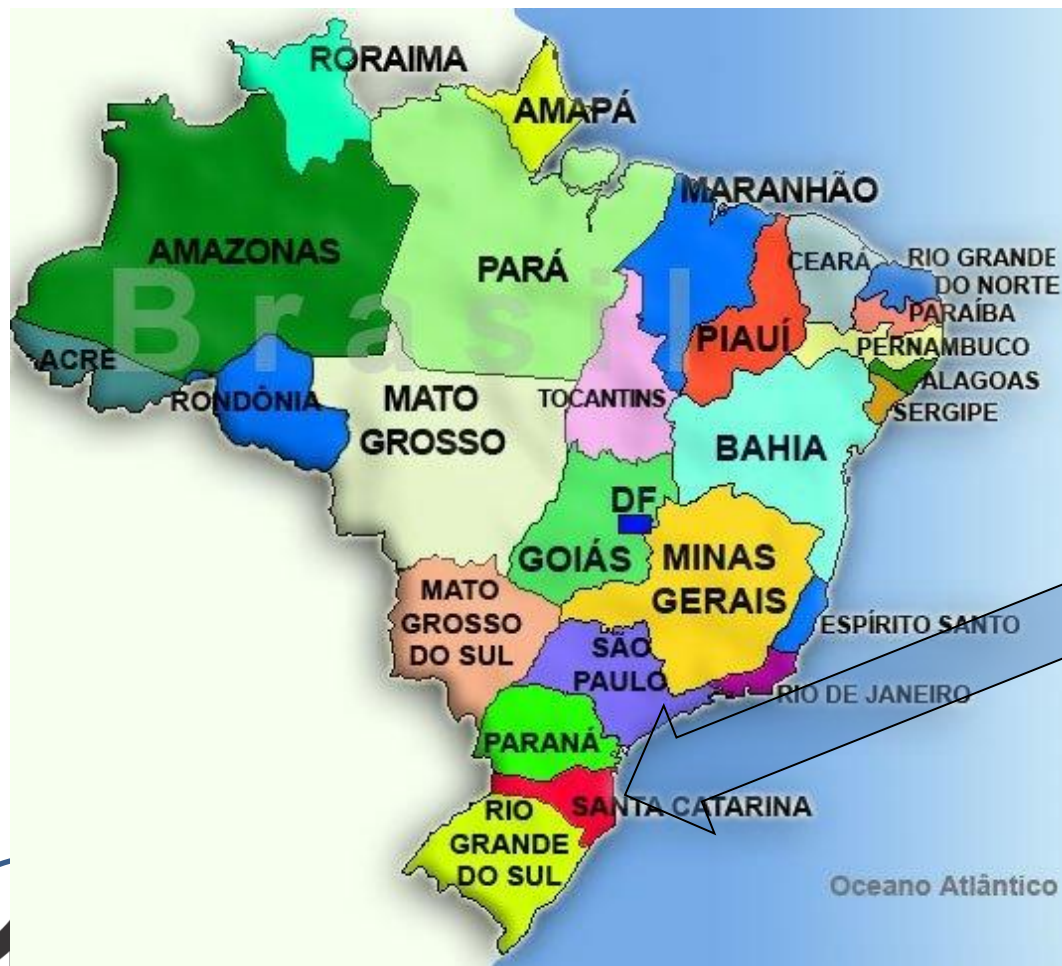 RORAIMA
AMAPÁ
MARANHÃO
AMAZONAS
PARÁ
CEARÁ
RIO GRANDE
DO NORTE
Brasil
PARAÍBA
PIAUÍ
PERNAMBUCO
ACRE
ALAGOAS
RONDÔNIA
MATO
GROSSO
TOCANTINS
SERGIPE
BAHIA
DF
GOIÁS
MINAS
GERAIS
MATO
GROSSO
DO SUL
ESPÍRITO SANTO
SÃO
PAULO
RIO DE JANEIRO
PARANÁ
SANTA CATARINA
RIO
GRANDE
DO SUL
Oceano Atlântico